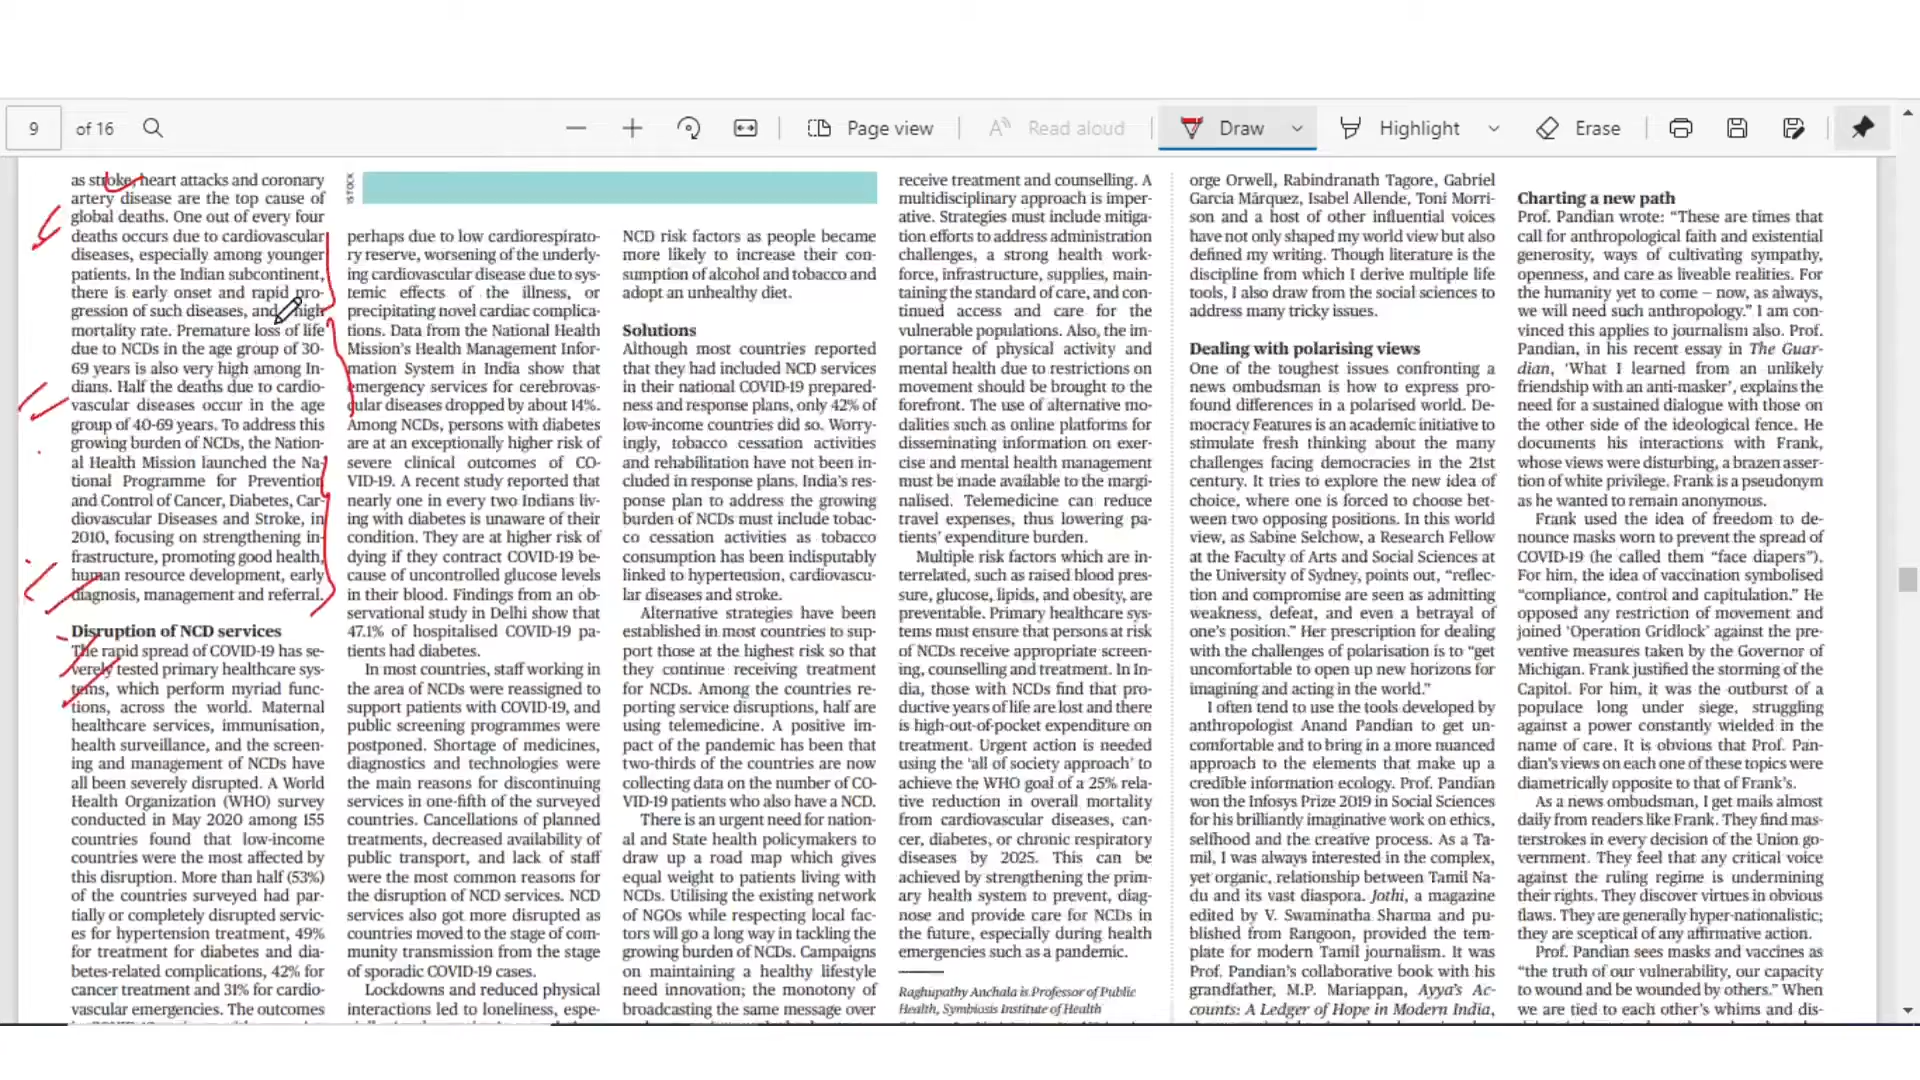 9 of 16 Page view Read aloud Draw Highlight Erase
as stroke, heart attacks and coronary
artery disease are the top cause of
global deaths. One out of every four
deaths occurs due to cardiovascular
diseases, especially among younger
patients. In the Indian subcontinent,
there is early onset and rapid pro-
gression of such diseases, and high
mortality rate. Premature loss of life
due to NCDs in the age group of 30-
69 years is also very high among In-
dians. Half the deaths due to cardio-
vascular diseases occur in the age
group of 40-69 years. To address this
growing burden of NCDs, the Nation-
al Health Mission launched the Na-
tional Programme for Prevention
and Control of Cancer, Diabetes, Car-
diovascular Diseases and Stroke, in
2010, focusing on strengthening in-
frastructure, promoting good health,
human resource development, early
diagnosis, management and referral.
Disruption of NCD services
The rapid spread of COVID-19 has se-
verely tested primary healthcare sys-
tems, which perform myriad func-
tions, across the world. Maternal
healthcare services, immunisation,
health surveillance, and the screen-
ing and management of NCDs have
all been severely disrupted. A World
Health Organization (WHO) survey
conducted in May 2020 among 155
countries found that low-income
countries were the most affected by
this disruption. More than half (53%)
of the countries surveyed had par-
tially or completely disrupted servic-
es for hypertension treatment, 49%
for treatment for diabetes and dia-
betes-related complications, 42% for
cancer treatment and 31% for cardio-
vascular emergencies. The outcomes
ISTOCK
perhaps due to low cardiorespirato-
ry reserve, worsening of the underly-
ing cardiovascular disease due to sys-
temic effects of the illness, or
precipitating novel cardiac complica-
tions. Data from the National Health
Mission's Health Management Infor-
mation System in India show that
emergency services for cerebrovas-
cular diseases dropped by about 14%.
Among NCDs, persons with diabetes
are at an exceptionally higher risk of
severe clinical outcomes of CO-
VID-19. A recent study reported that
nearly one in every two Indians liv-
ing with diabetes is unaware of their
condition. They are at higher risk of
dying if they contract COVID-19 be-
cause of uncontrolled glucose levels
in their blood. Findings from an ob-
servational study in Delhi show that
47.1% of hospitalised COVID-19 pa-
tients had diabetes.
In most countries, staff working in
the area of NCDs were reassigned to
support patients with COVID-19, and
public screening programmes were
postponed. Shortage of medicines,
diagnostics and technologies were
the main reasons for discontinuing
services in one-fifth of the surveyed
countries. Cancellations of planned
treatments, decreased availability of
public transport, and lack of staff
were the most common reasons for
the disruption of NCD services. NCD
services also got more disrupted as
countries moved to the stage of com-
munity transmission from the stage
of sporadic COVID-19 cases.
Lockdowns and reduced physical
interactions led to loneliness, espe-
NCD risk factors as people became
more likely to increase their con-
sumption of alcohol and tobacco and
adopt an unhealthy diet.
Solutions
Although most countries reported
that they had included NCD services
in their national COVID-19 prepared-
ness and response plans, only 42% of
low-income countries did so. Worry-
ingly, tobacco cessation activities
and rehabilitation have not been in-
cluded in response plans. India's res-
ponse plan to address the growing
burden of NCDs must include tobac-
co cessation activities as tobacco
consumption has been indisputably
linked to hypertension, cardiovascu-
lar diseases and stroke.
Alternative strategies have been
established in most countries to sup-
port those at the highest risk so that
they continue receiving treatment
for NCDs. Among the countries re-
porting service disruptions, half are
using telemedicine. A positive im-
pact of the pandemic has been that
two-thirds of the countries are now
collecting data on the number of CO-
VID-19 patients who also have a NCD.
There is an urgent need for nation-
al and State health policymakers to
draw up a road map which gives
equal weight to patients living with
NCDs. Utilising the existing network
of NGOs while respecting local fac-
tors will go a long way in tackling the
growing burden of NCDs. Campaigns
on maintaining a healthy lifestyle
need innovation; the monotony of
broadcasting the same message over
receive treatment and counselling. A
multidisciplinary approach is imper-
ative. Strategies must include mitiga-
tion efforts to address administration
challenges, a strong health work-
force, infrastructure, supplies, main-
taining the standard of care, and con-
tinued access and care for the
vulnerable populations. Also, the im-
portance of physical activity and
mental health due to restrictions on
movement should be brought to the
forefront. The use of alternative mo-
dalities such as online platforms for
disseminating information on exer-
cise and mental health management
must be made available to the margi-
nalised. Telemedicine can reduce
travel expenses, thus lowering pa-
tients' expenditure burden.
Multiple risk factors which are in-
terrelated, such as raised blood pres-
sure, glucose, lipids, and obesity, are
preventable. Primary healthcare sys-
tems must ensure that persons at risk
of NCDs receive appropriate screen-
ing, counselling and treatment. In In-
dia, those with NCDs find that pro-
ductive years of life are lost and there
is high-out-of-pocket expenditure on
treatment. Urgent action is needed
using the 'all of society approach' to
achieve the WHO goal of a 25% rela-
tive reduction in overall mortality
from cardiovascular diseases, can-
cer, diabetes, or chronic respiratory
diseases by 2025. This can be
achieved by strengthening the prim-
ary health system to prevent, diag-
nose and provide care for NCDs in
the future, especially during health
emergencies such as a pandemic.
Raghupathy Anchala is Professor of Public
Health, Symbiosis Institute of Health
orge Orwell, Rabindranath Tagore, Gabriel
Garcia Márquez, Isabel Allende, Toni Morri-
son and a host of other influential voices
have not only shaped my world view but also
defined my writing. Though literature is the
discipline from which I derive multiple life
tools, I also draw from the social sciences to
address many tricky issues.
Dealing with polarising views
One of the toughest issues confronting a
news ombudsman is how to express pro-
found differences in a polarised world. De-
mocracy Features is an academic initiative to
stimulate fresh thinking about the many
challenges facing democracies in the 21st
century. It tries to explore the new idea of
choice, where one is forced to choose bet-
ween two opposing positions. In this world
view, as Sabine Selchow, a Research Fellow
at the Faculty of Arts and Social Sciences at
the University of Sydney, points out, “reflec-
tion and compromise are seen as admitting
weakness, defeat, and even a betrayal of
one's position.” Her prescription for dealing
with the challenges of polarisation is to “get
uncomfortable to open up new horizons for
imagining and acting in the world.”
I often tend to use the tools developed by
anthropologist Anand Pandian to get un-
comfortable and to bring in a more nuanced
approach to the elements that make up a
credible information ecology. Prof. Pandian
won the Infosys Prize 2019 in Social Sciences
for his brilliantly imaginative work on ethics,
selfhood and the creative process. As a Ta-
mil, I was always interested in the complex,
yet organic, relationship between Tamil Na-
du and its vast diaspora. Jothi, a magazine
edited by V. Swaminatha Sharma and pu-
blished from Rangoon, provided the tem-
plate for modern Tamil journalism. It was
Prof. Pandian's collaborative book with his
grandfather, M.P. Mariappan, Ayya's Ac-
counts: A Ledger of Hope in Modern India,
Charting a new path
Prof. Pandian wrote: “These are times that
call for anthropological faith and existential
generosity, ways of cultivating sympathy,
openness, and care as liveable realities. For
the humanity yet to come – now, as always,
we will need such anthropology.” I am con-
vinced this applies to journalism also. Prof.
Pandian, in his recent essay in The Guar-
dian, ‘What I learned from an unlikely
friendship with an anti-masker’, explains the
need for a sustained dialogue with those on
the other side of the ideological fence. He
documents his interactions with Frank,
whose views were disturbing, a brazen asser-
tion of white privilege. Frank is a pseudonym
as he wanted to remain anonymous.
Frank used the idea of freedom to de-
nounce masks worn to prevent the spread of
COVID-19 (he called them “face diapers”).
For him, the idea of vaccination symbolised
“compliance, control and capitulation.” He
opposed any restriction of movement and
joined ‘Operation Gridlock’ against the pre-
ventive measures taken by the Governor of
Michigan. Frank justified the storming of the
Capitol. For him, it was the outburst of a
populace long under siege, struggling
against a power constantly wielded in the
name of care. It is obvious that Prof. Pan-
dian's views on each one of these topics were
diametrically opposite to that of Frank's.
As a news ombudsman, I get mails almost
daily from readers like Frank. They find mas-
terstrokes in every decision of the Union go-
vernment. They feel that any critical voice
against the ruling regime is undermining
their rights. They discover virtues in obvious
flaws. They are generally hyper-nationalistic;
they are sceptical of any affirmative action.
Prof. Pandian sees masks and vaccines as
“the truth of our vulnerability, our capacity
to wound and be wounded by others.” When
we are tied to each other's whims and dis-